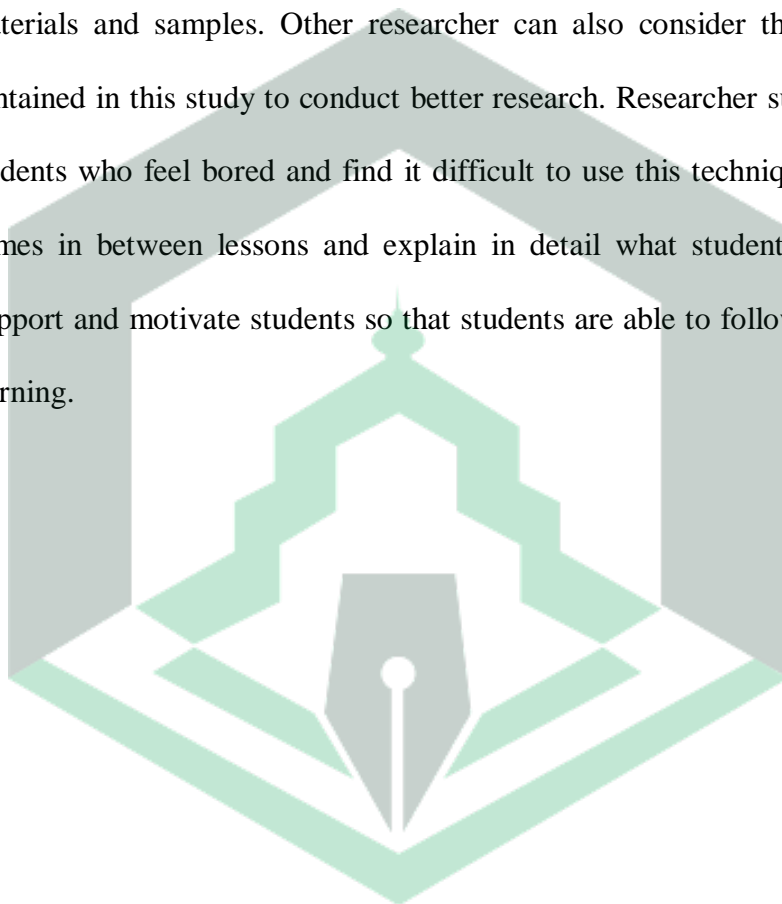 terials and samples. Other researcher can also consider th
ntained in this study to conduct better research. Researcher su
dents who feel bored and find it difficult to use this techniq
mes in between lessons and explain in detail what student
pport and motivate students so that students are able to follo
rning.